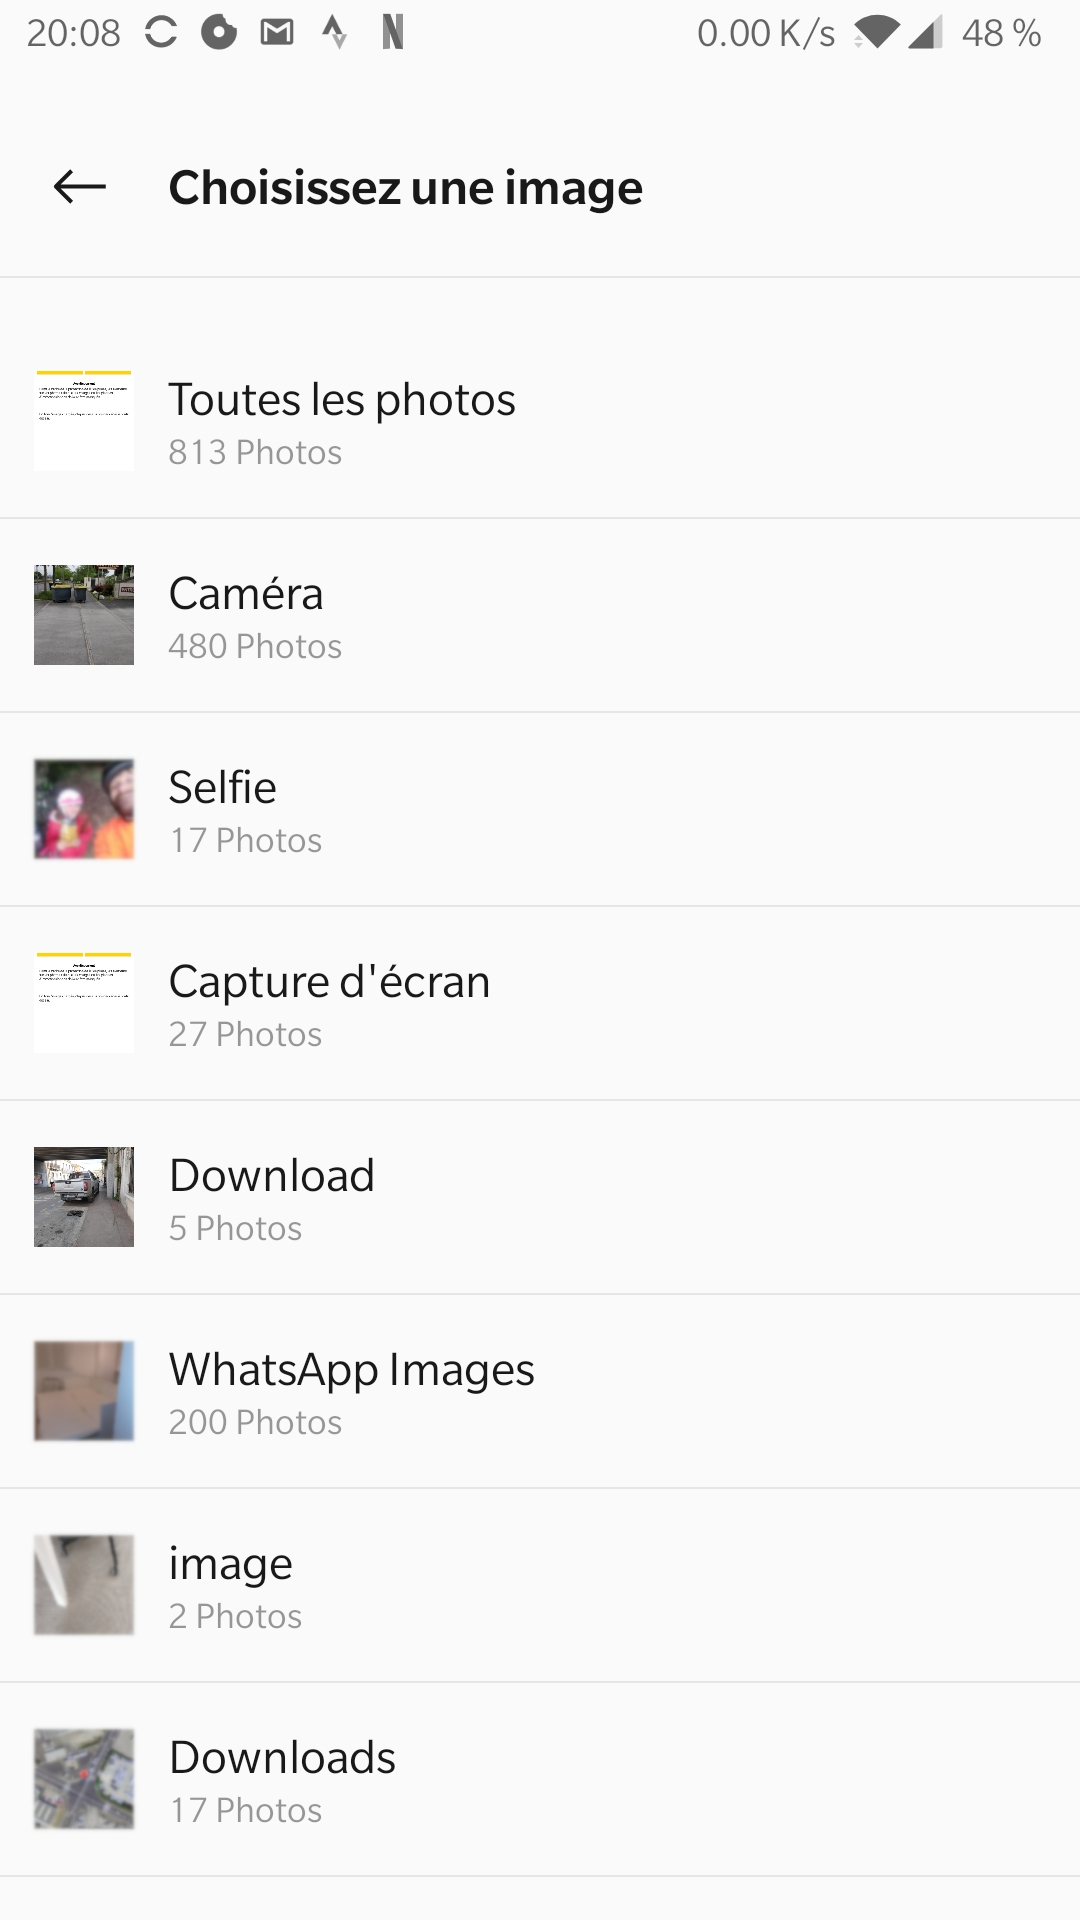 20:08 0.00 K/s 48 %
Choisissez une image
Toutes les photos
813 Photos
Caméra
480 Photos
Selfie
17 Photos
Capture d'écran
27 Photos
Download
5 Photos
WhatsApp Images
200 Photos
image
2 Photos
Downloads
17 Photos